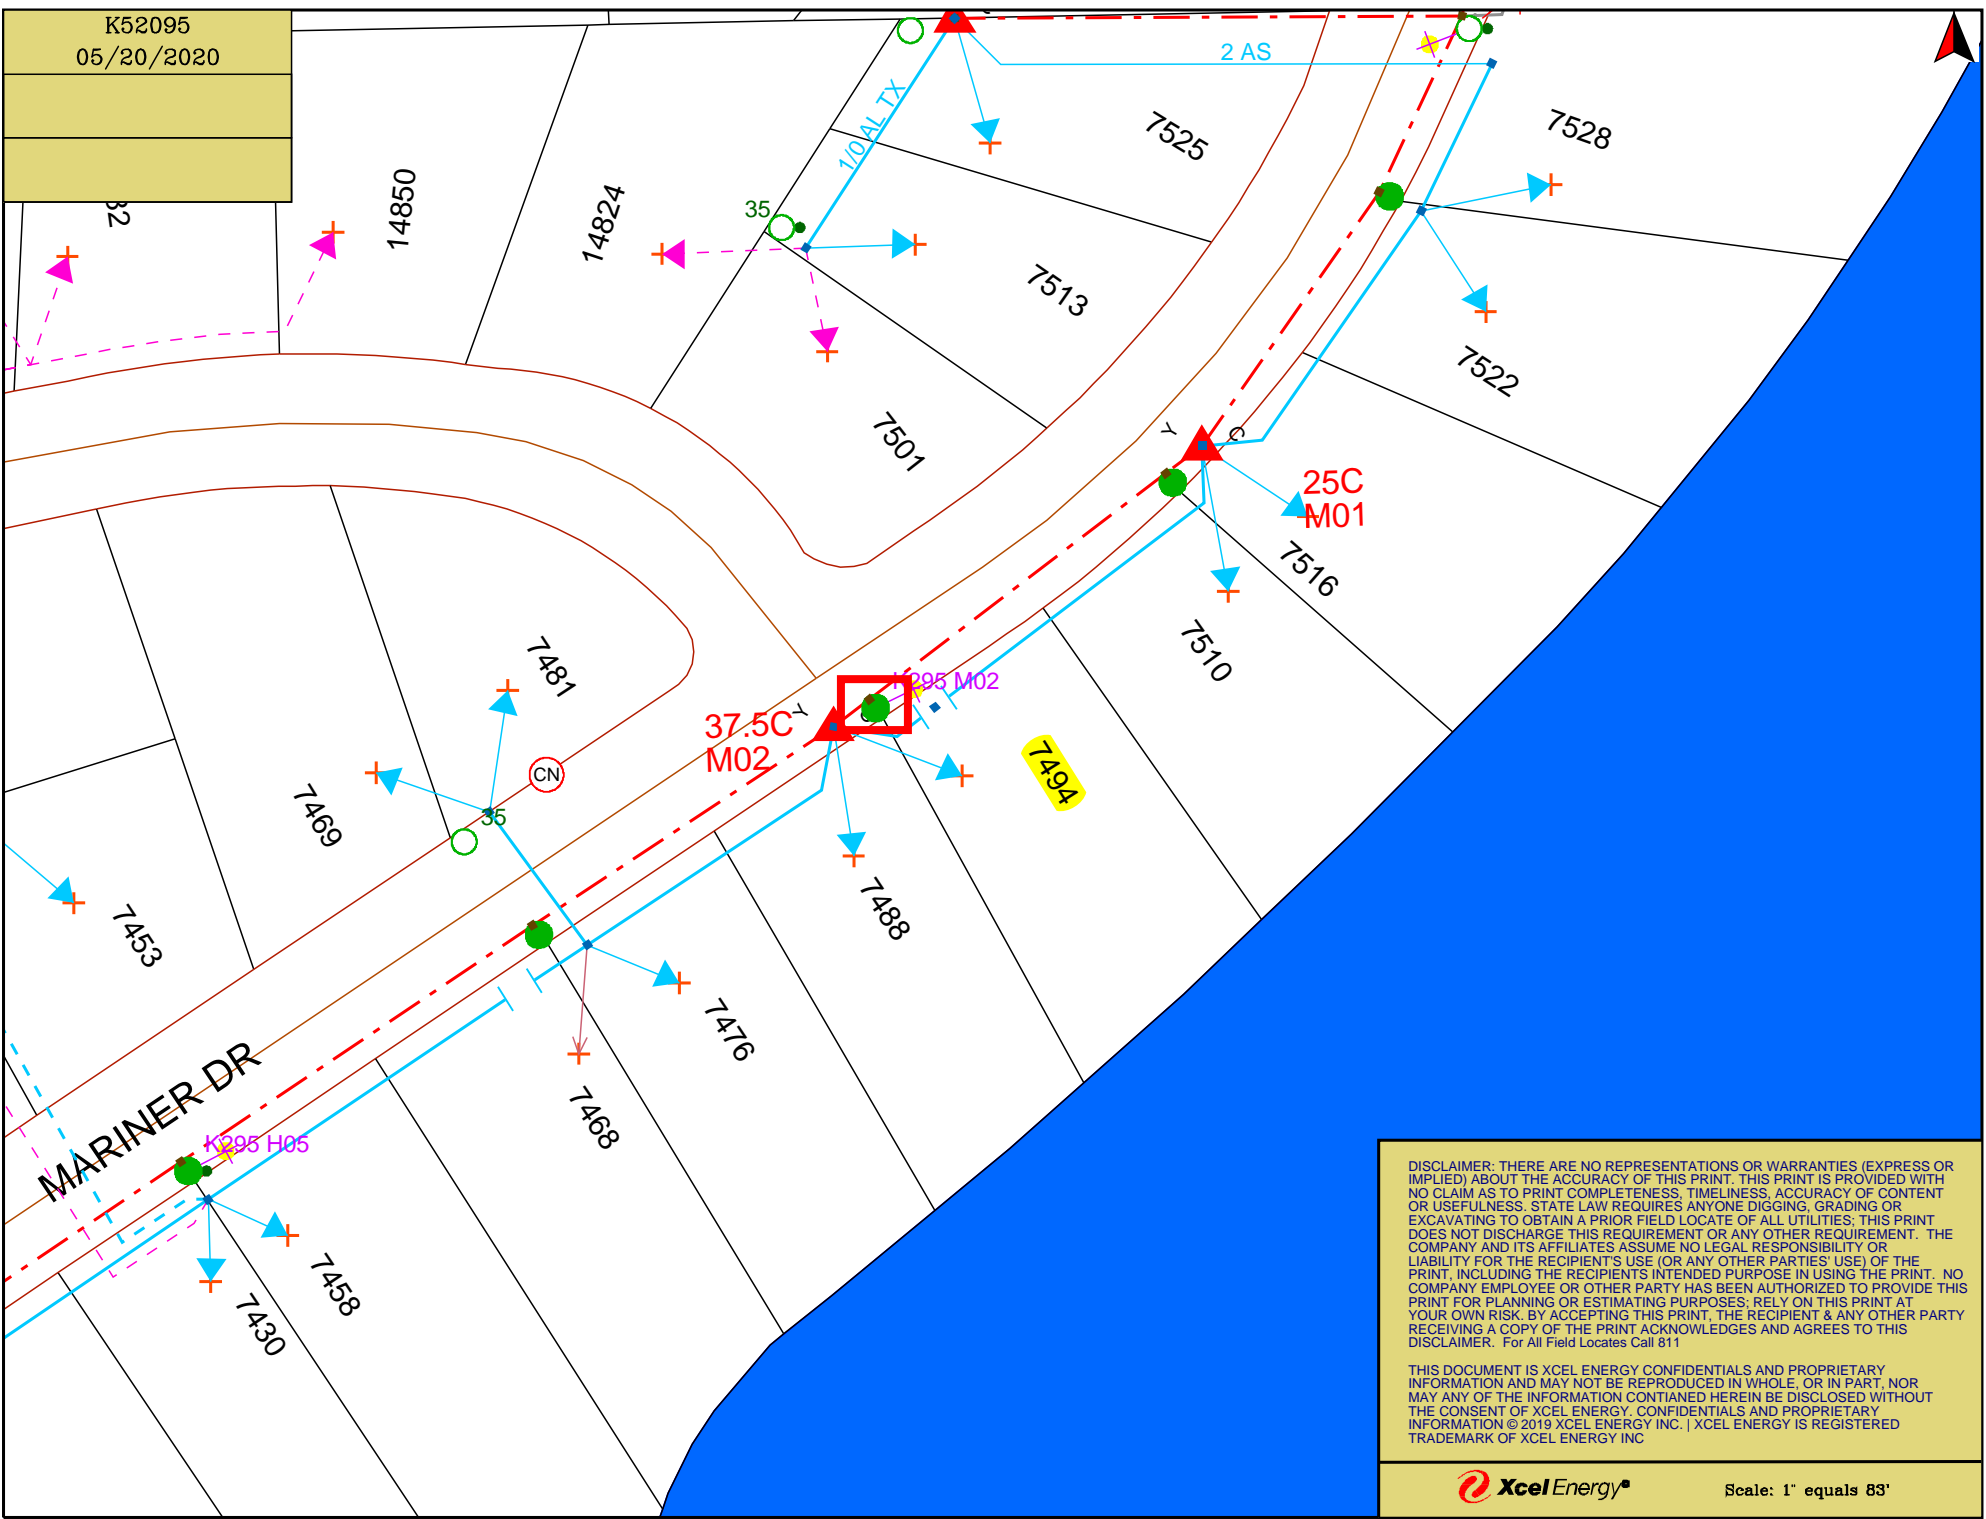 K52095
05/20/2020
2 AS
1/0 AL TX
7525
7528
14850
14824
35
7513
7522
7501
Y
C
25C
M01
7516
7510
7481
K295 M02
37.5C
Y
M02
7494
CN
35
7469
7453
7488
7476
7468
MARINER DR
K295 H05
7458
7430
DISCLAIMER: THERE ARE NO REPRESENTATIONS OR WARRANTIES (EXPRESS OR
IMPLIED) ABOUT THE ACCURACY OF THIS PRINT. THIS PRINT IS PROVIDED WITH
NO CLAIM AS TO PRINT COMPLETENESS, TIMELINESS, ACCURACY OF CONTENT
OR USEFULNESS. STATE LAW REQUIRES ANYONE DIGGING, GRADING OR
EXCAVATING TO OBTAIN A PRIOR FIELD LOCATE OF ALL UTILITIES; THIS PRINT
DOES NOT DISCHARGE THIS REQUIREMENT OR ANY OTHER REQUIREMENT. THE
COMPANY AND ITS AFFILIATES ASSUME NO LEGAL RESPONSIBILITY OR
LIABILITY FOR THE RECIPIENT'S USE (OR ANY OTHER PARTIES' USE) OF THE
PRINT, INCLUDING THE RECIPIENTS INTENDED PURPOSE IN USING THE PRINT. NO
COMPANY EMPLOYEE OR OTHER PARTY HAS BEEN AUTHORIZED TO PROVIDE THIS
PRINT FOR PLANNING OR ESTIMATING PURPOSES; RELY ON THIS PRINT AT
YOUR OWN RISK. BY ACCEPTING THIS PRINT, THE RECIPIENT & ANY OTHER PARTY
RECEIVING A COPY OF THE PRINT ACKNOWLEDGES AND AGREES TO THIS
DISCLAIMER. For All Field Locates Call 811
THIS DOCUMENT IS XCEL ENERGY CONFIDENTIALS AND PROPRIETARY
INFORMATION AND MAY NOT BE REPRODUCED IN WHOLE, OR IN PART, NOR
MAY ANY OF THE INFORMATION CONTIANED HEREIN BE DISCLOSED WITHOUT
THE CONSENT OF XCEL ENERGY. CONFIDENTIALS AND PROPRIETARY
INFORMATION © 2019 XCEL ENERGY INC. | XCEL ENERGY IS REGISTERED
TRADEMARK OF XCEL ENERGY INC
Xcel Energy®
Scale: 1" equals 83'